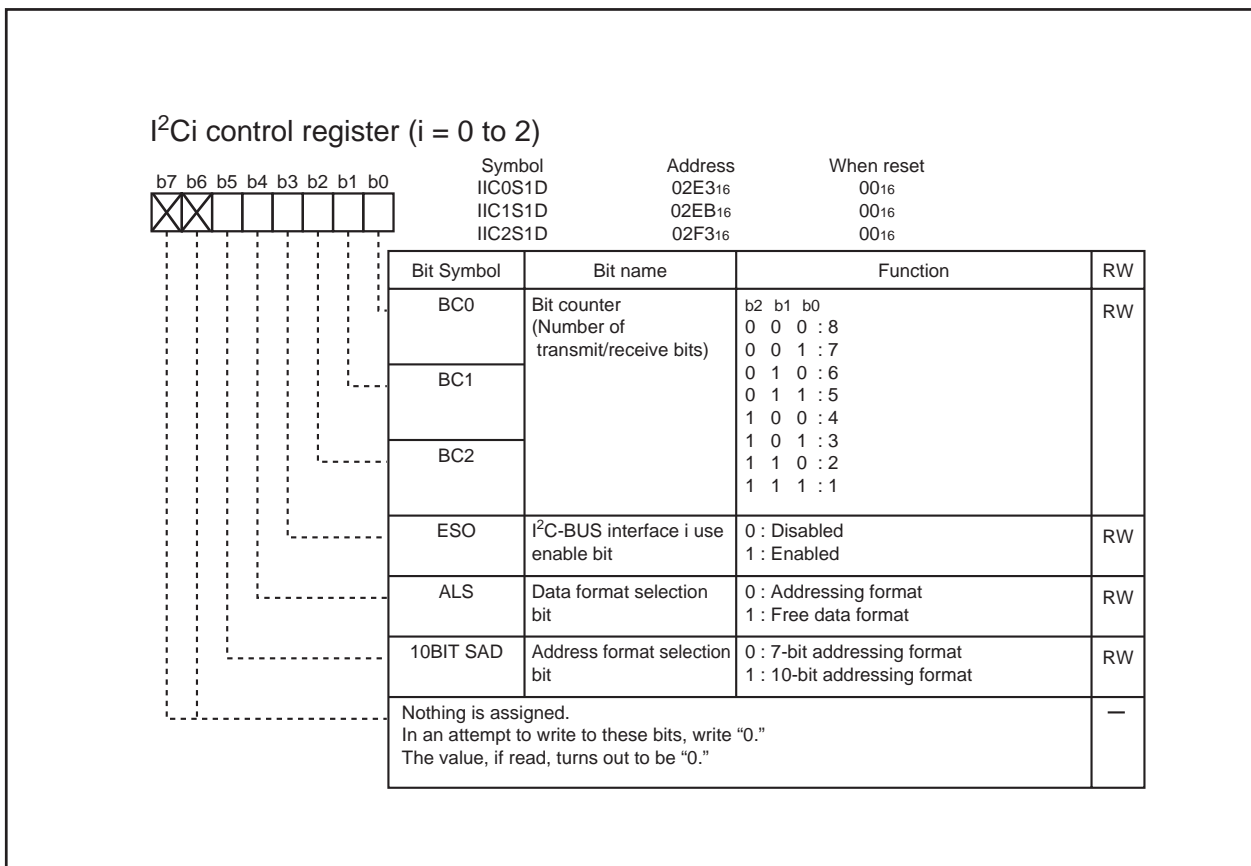 I²Ci control register (i = 0 to 2)
Symbol Address When reset
b7 b6 b5 b4 b3 b2 b1 b0
IIC0S1D 02E3₁₆ 00₁₆
IIC1S1D 02EB₁₆ 00₁₆
IIC2S1D 02F3₁₆ 00₁₆
Bit Symbol Bit name Function RW
BC0 Bit counter b2 b1 b0 RW
(Number of 0 0 0 : 8
transmit/receive bits) 0 0 1 : 7
BC1 0 1 0 : 6
0 1 1 : 5
1 0 0 : 4
BC2 1 0 1 : 3
1 1 0 : 2
1 1 1 : 1
ESO I²C-BUS interface i use 0 : Disabled RW
enable bit 1 : Enabled
ALS Data format selection 0 : Addressing format RW
bit 1 : Free data format
10BIT SAD Address format selection 0 : 7-bit addressing format RW
bit 1 : 10-bit addressing format
Nothing is assigned. —
In an attempt to write to these bits, write “0.”
The value, if read, turns out to be “0.”